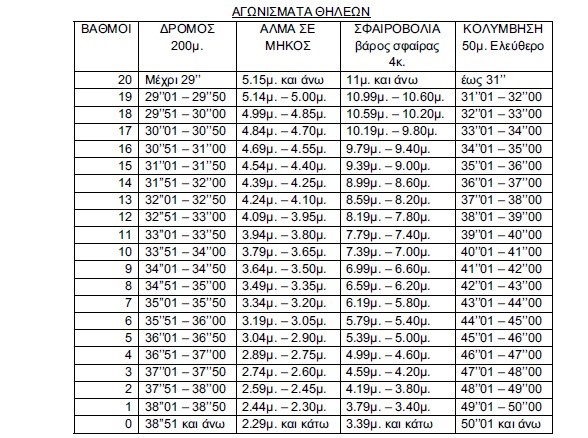 ΑΓΩΝΙΣΜΑΤΑ ΘΗΛΕΩΝ
ΒΑΘΜΟΙ ΔΡΟΜΟΣ ΑΛΜΑ ΣΕ ΣΦΑΙΡΟΒΟΛΙΑ ΚΟΛΥΜΒΗΣΗ
200μ. ΜΗΚΟΣ βάρος σφαίρας 50μ. Ελεύθερο
4κ.
20 Μέχρι 29’’ 5.15μ. και άνω 11μ. και άνω έως 31’’
19 29’’01 – 29’’50 5.14μ. – 5.00μ. 10.99μ. – 10.60μ. 31’’01 – 32’’00
18 29’’51 – 30’’00 4.99μ. – 4.85μ. 10.59μ. – 10.20μ. 32’’01 – 33’’00
17 30’’01 – 30’’50 4.84μ. – 4.70μ. 10.19μ. – 9.80μ. 33’’01 – 34’’00
16 30’’51 – 31’’00 4.69μ. – 4.55μ. 9.79μ. – 9.40μ. 34’’01 – 35’’00
15 31’’01 – 31’’50 4.54μ. – 4.40μ. 9.39μ. – 9.00μ. 35’’01 – 36’’00
14 31’’51 – 32’’00 4.39μ. – 4.25μ. 8.99μ. – 8.60μ. 36’’01 – 37’’00
13 32’’01 – 32’’50 4.24μ. – 4.10μ. 8.59μ. – 8.20μ. 37’’01 – 38’’00
12 32’’51 – 33’’00 4.09μ. – 3.95μ. 8.19μ. – 7.80μ. 38’’01 – 39’’00
11 33’’01 – 33’’50 3.94μ. – 3.80μ. 7.79μ. – 7.40μ. 39’’01 – 40’’00
10 33’’51 – 34’’00 3.79μ. – 3.65μ. 7.39μ. – 7.00μ. 40’’01 – 41’’00
9 34’’01 – 34’’50 3.64μ. – 3.50μ. 6.99μ. – 6.60μ. 41’’01 – 42’’00
8 34’’51 – 35’’00 3.49μ. – 3.35μ. 6.59μ. – 6.20μ. 42’’01 – 43’’00
7 35’’01 – 35’’50 3.34μ. – 3.20μ. 6.19μ. – 5.80μ. 43’’01 – 44’’00
6 35’’51 – 36’’00 3.19μ. – 3.05μ. 5.79μ. – 5.40μ. 44’’01 – 45’’00
5 36’’01 – 36’’50 3.04μ. – 2.90μ. 5.39μ. – 5.00μ. 45’’01 – 46’’00
4 36’’51 – 37’’00 2.89μ. – 2.75μ. 4.99μ. – 4.60μ. 46’’01 – 47’’00
3 37’’01 – 37’’50 2.74μ. – 2.60μ. 4.59μ. – 4.20μ. 47’’01 – 48’’00
2 37’’51 – 38’’00 2.59μ. – 2.45μ. 4.19μ. – 3.80μ. 48’’01 – 49’’00
1 38’’01 – 38’’50 2.44μ. – 2.30μ. 3.79μ. – 3.40μ. 49’’01 – 50’’00
0 38’’51 και άνω 2.29μ. και κάτω 3.39μ. και κάτω 50’’01 και άνω